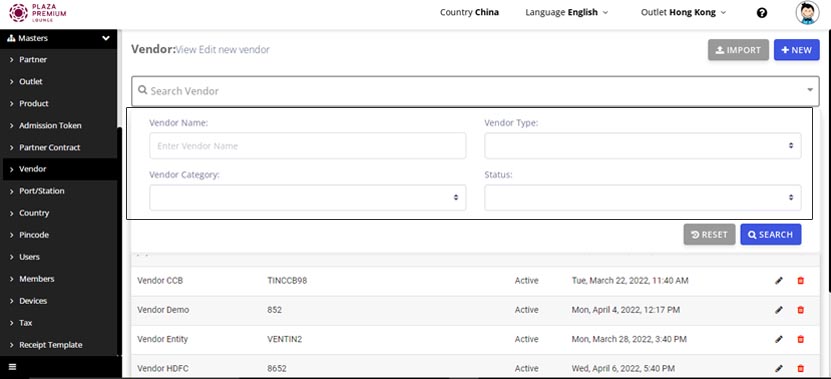 PLAZA
PREMIUM
LOUNGE
Country China
Language English
Outlet Hong Kong
Masters
Partner
Outlet
Product
Admission Token
Partner Contract
Vendor
Port/Station
Country
Pincode
Users
Members
Devices
Tax
Receipt Template
Vendor:View Edit new vendor
IMPORT
+ NEW
Search Vendor
Vendor Name:
Vendor Type:
Enter Vendor Name
Vendor Category:
Status:
RESET
SEARCH
Vendor CCB TINCCB98 Active Tue, March 22, 2022, 11:40 AM
Vendor Demo 852 Active Mon, April 4, 2022, 12:17 PM
Vendor Entity VENTIN2 Active Mon, March 28, 2022, 3:40 PM
Vendor HDFC 8652 Active Wed, April 6, 2022, 5:40 PM